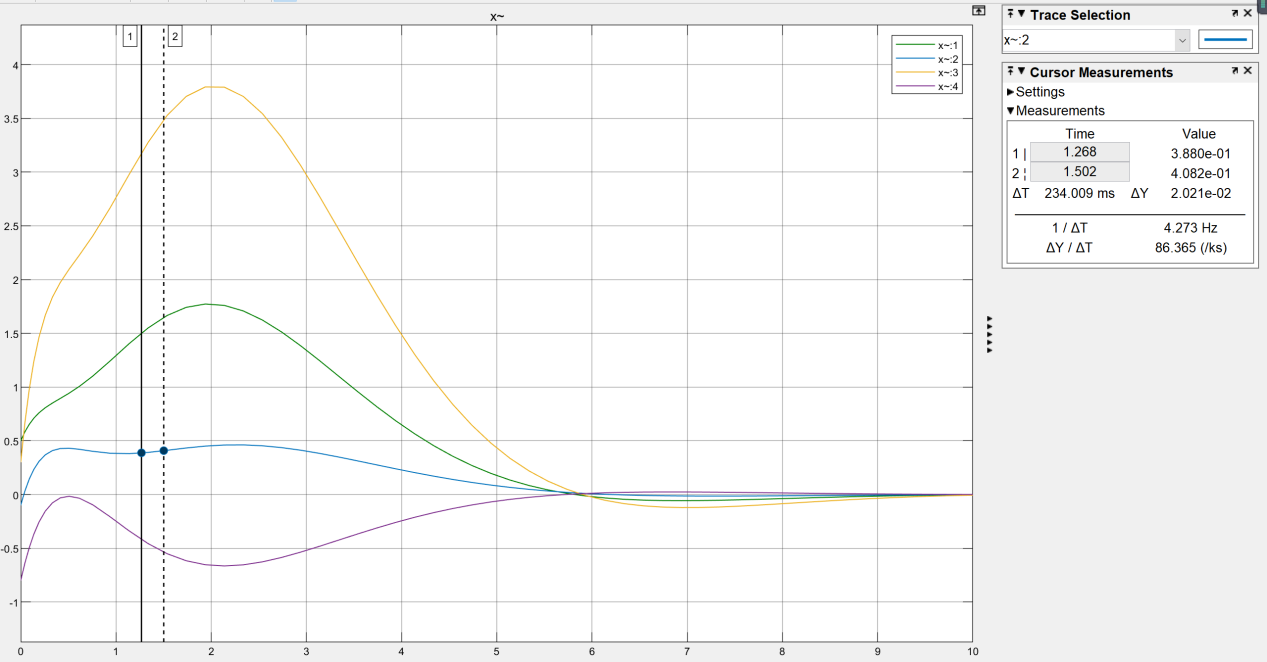 x~
1
2
x~:1
x~:2
x~:3
x~:4
4
3.5
3
2.5
2
1.5
1
0.5
0
-0.5
-1
0 1 2 3 4 5 6 7 8 9 10
Trace Selection
x~:2
Cursor Measurements
Settings
Measurements
Time Value
1 1.268 3.880e-01
2 1.502 4.082e-01
ΔT 234.009 ms ΔY 2.021e-02
1 / ΔT 4.273 Hz
ΔY / ΔT 86.365 (/ks)